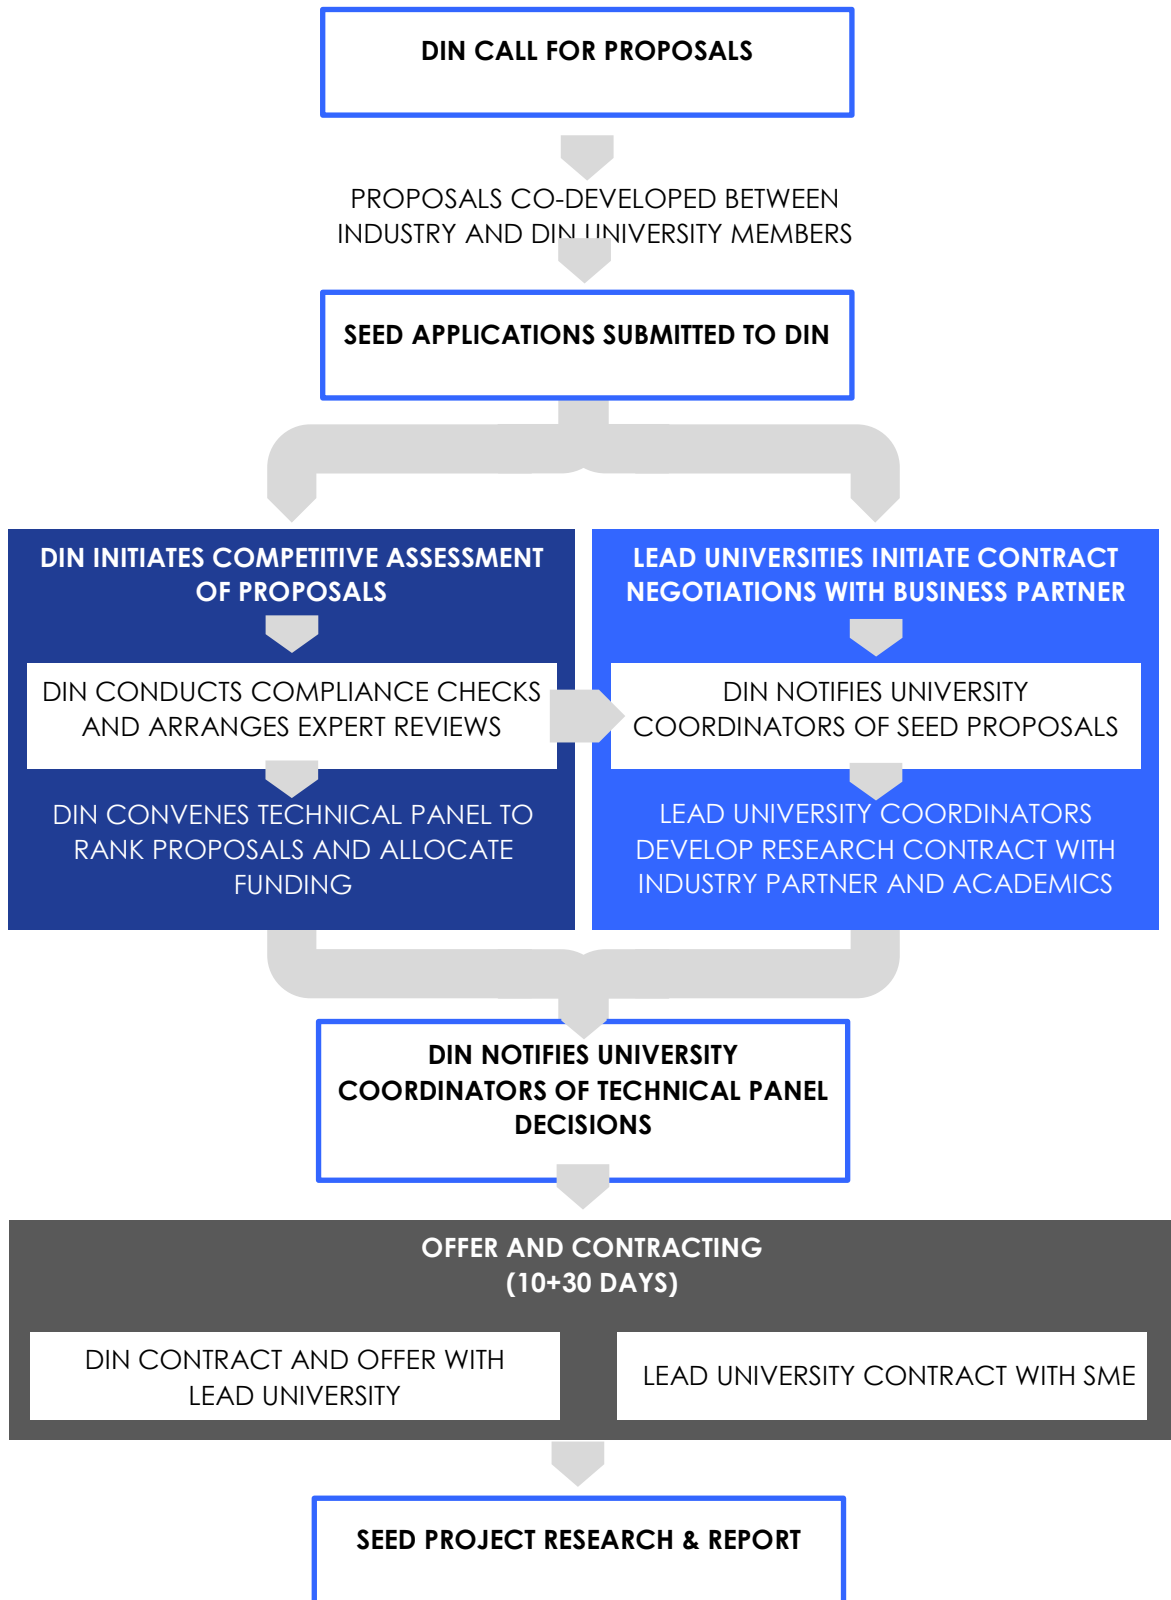 DIN CALL FOR PROPOSALS
PROPOSALS CO-DEVELOPED BETWEEN
INDUSTRY AND DIN UNIVERSITY MEMBERS
SEED APPLICATIONS SUBMITTED TO DIN
DIN INITIATES COMPETITIVE ASSESSMENT
OF PROPOSALS
DIN CONDUCTS COMPLIANCE CHECKS
AND ARRANGES EXPERT REVIEWS
DIN CONVENES TECHNICAL PANEL TO
RANK PROPOSALS AND ALLOCATE
FUNDING
LEAD UNIVERSITIES INITIATE CONTRACT
NEGOTIATIONS WITH BUSINESS PARTNER
DIN NOTIFIES UNIVERSITY
COORDINATORS OF SEED PROPOSALS
LEAD UNIVERSITY COORDINATORS
DEVELOP RESEARCH CONTRACT WITH
INDUSTRY PARTNER AND ACADEMICS
DIN NOTIFIES UNIVERSITY
COORDINATORS OF TECHNICAL PANEL
DECISIONS
OFFER AND CONTRACTING
(10+30 DAYS)
DIN CONTRACT AND OFFER WITH
LEAD UNIVERSITY
LEAD UNIVERSITY CONTRACT WITH SME
SEED PROJECT RESEARCH & REPORT